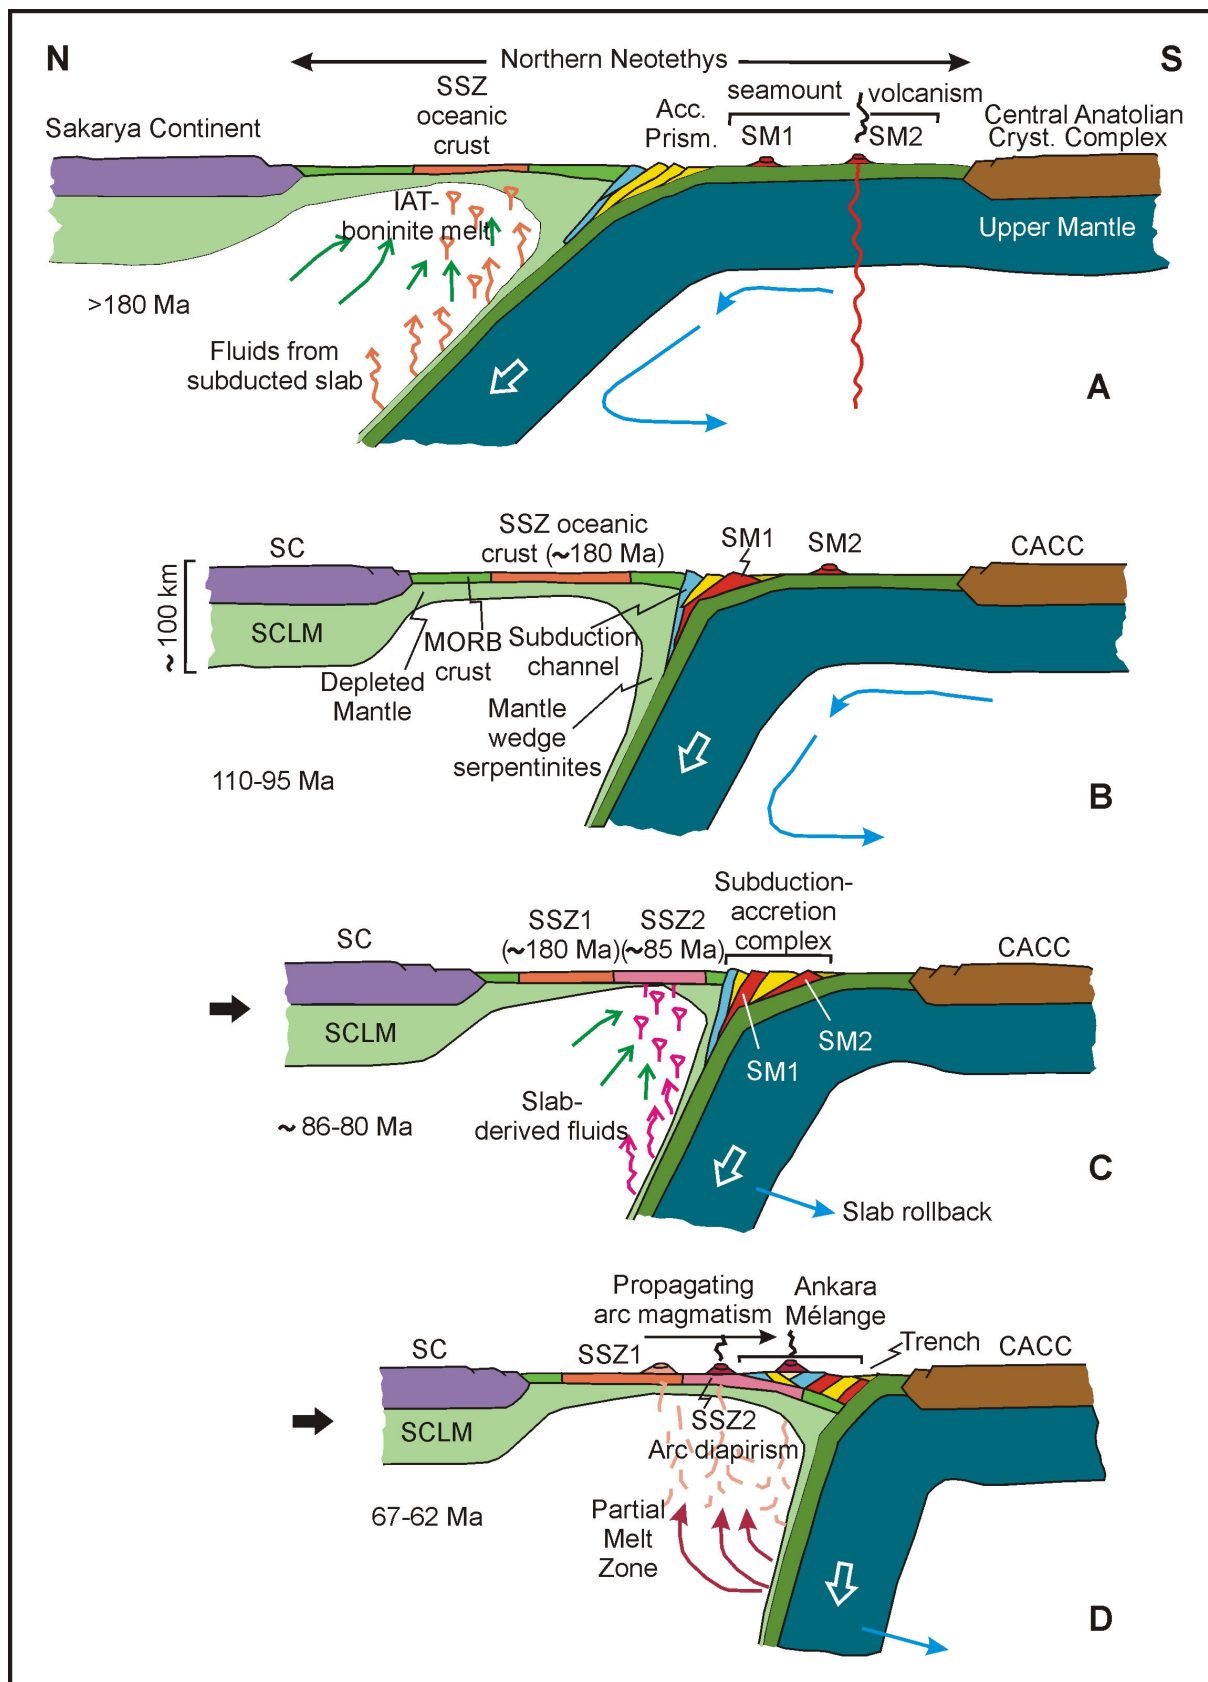 N
S
Northern Neotethys
SSZ
oceanic
crust
Sakarya Continent
Acc.
Prism.
seamount
volcanism
SM1
SM2
Central Anatolian
Cryst. Complex
IAT-
boninite melt
Upper Mantle
>180 Ma
Fluids from
subducted slab
A
SSZ oceanic
crust (~180 Ma)
SC
SM1
SM2
CACC
~100 km
SCLM
MORB
crust
Subduction
channel
Depleted
Mantle
Mantle
wedge
serpentinites
110-95 Ma
B
Subduction-
accretion
complex
SSZ1
(~180 Ma)
SSZ2
(~85 Ma)
SC
CACC
SCLM
SM2
SM1
Slab-
derived fluids
~ 86-80 Ma
C
Slab rollback
Propagating
arc magmatism
Ankara
Mélange
Trench
SC
SSZ1
CACC
SCLM
SSZ2
Arc diapirism
67-62 Ma
Partial
Melt
Zone
D